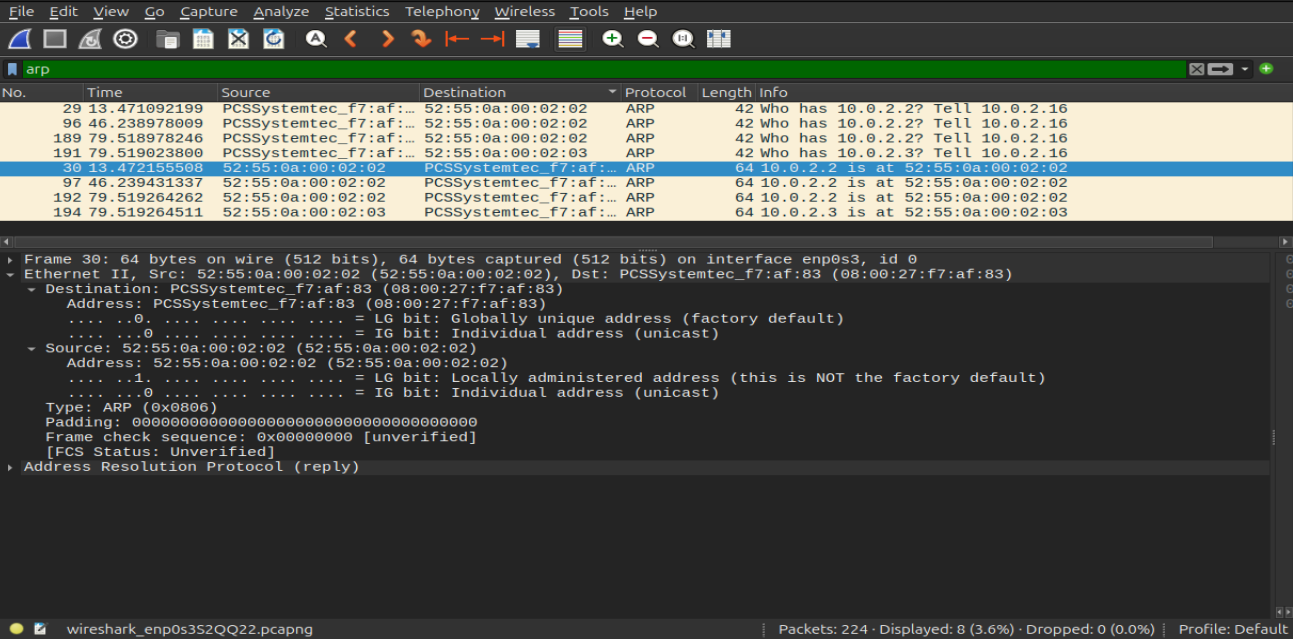 File Edit View Go Capture Analyze Statistics Telephony Wireless Tools Help
arp
No. Time Source Destination Protocol Length Info
29 13.471092199 PCSSystemtec_f7:af:… 52:55:0a:00:02:02 ARP 42 Who has 10.0.2.2? Tell 10.0.2.16
96 46.238978009 PCSSystemtec_f7:af:… 52:55:0a:00:02:02 ARP 42 Who has 10.0.2.2? Tell 10.0.2.16
189 79.518978246 PCSSystemtec_f7:af:… 52:55:0a:00:02:02 ARP 42 Who has 10.0.2.2? Tell 10.0.2.16
191 79.519023800 PCSSystemtec_f7:af:… 52:55:0a:00:02:03 ARP 42 Who has 10.0.2.3? Tell 10.0.2.16
30 13.472155508 52:55:0a:00:02:02 PCSSystemtec_f7:af:… ARP 64 10.0.2.2 is at 52:55:0a:00:02:02
97 46.239431337 52:55:0a:00:02:02 PCSSystemtec_f7:af:… ARP 64 10.0.2.2 is at 52:55:0a:00:02:02
192 79.519264262 52:55:0a:00:02:02 PCSSystemtec_f7:af:… ARP 64 10.0.2.2 is at 52:55:0a:00:02:02
194 79.519264511 52:55:0a:00:02:03 PCSSystemtec_f7:af:… ARP 64 10.0.2.3 is at 52:55:0a:00:02:03
Frame 30: 64 bytes on wire (512 bits), 64 bytes captured (512 bits) on interface enp0s3, id 0
Ethernet II, Src: 52:55:0a:00:02:02 (52:55:0a:00:02:02), Dst: PCSSystemtec_f7:af:83 (08:00:27:f7:af:83)
Destination: PCSSystemtec_f7:af:83 (08:00:27:f7:af:83)
Address: PCSSystemtec_f7:af:83 (08:00:27:f7:af:83)
.... ..0. .... .... .... .... = LG bit: Globally unique address (factory default)
.... ...0 .... .... .... .... = IG bit: Individual address (unicast)
Source: 52:55:0a:00:02:02 (52:55:0a:00:02:02)
Address: 52:55:0a:00:02:02 (52:55:0a:00:02:02)
.... ..1. .... .... .... .... = LG bit: Locally administered address (this is NOT the factory default)
.... ...0 .... .... .... .... = IG bit: Individual address (unicast)
Type: ARP (0x0806)
Padding: 000000000000000000000000000000000000
Frame check sequence: 0x00000000 [unverified]
[FCS Status: Unverified]
Address Resolution Protocol (reply)
wireshark_enp0s3S2QQ22.pcapng Packets: 224 · Displayed: 8 (3.6%) · Dropped: 0 (0.0%) Profile: Default